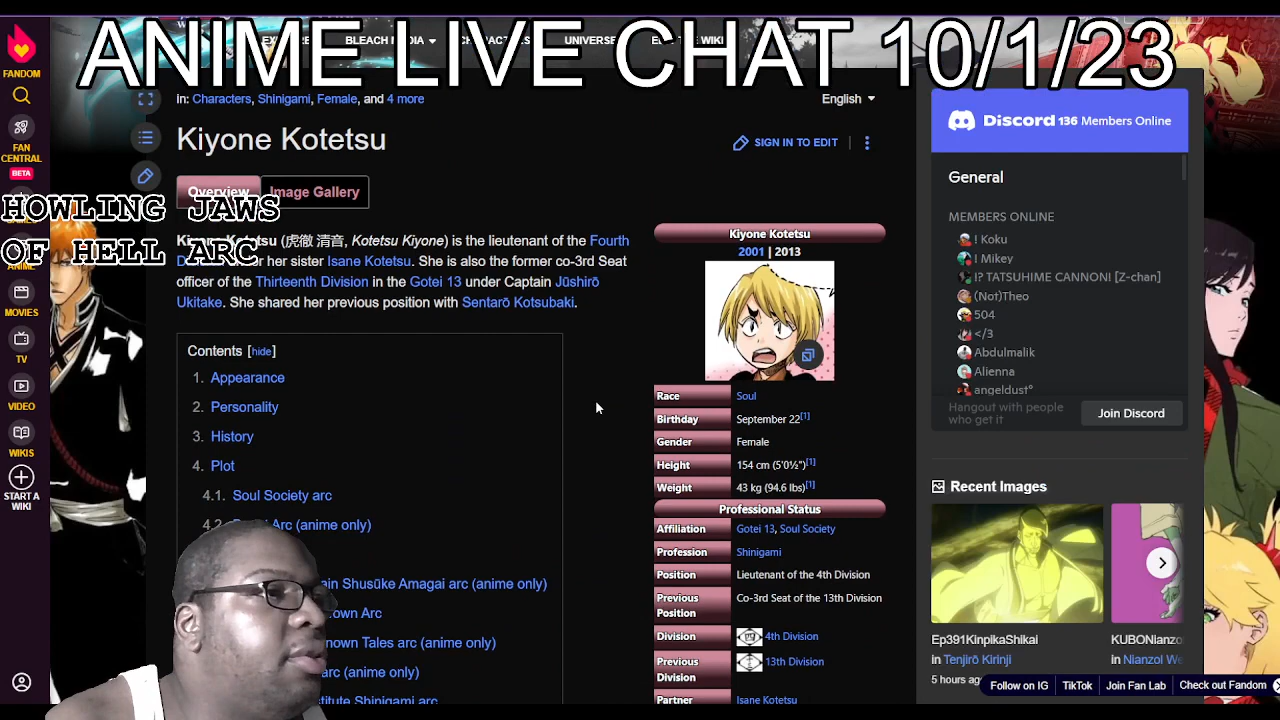 ANIME LIVE CHAT 10/1/23
FANDOM
FAN
CENTRAL
BETA
ANIME
MOVIES
TV
VIDEO
WIKIS
START A
WIKI
BLEACH
UNIVERSE
in: Characters, Shinigami, Female, and 4 more
English
Kiyone Kotetsu
SIGN IN TO EDIT
Overview
Image Gallery
HOWLING JAWS
OF HELL ARC
Kotetsu (虎徹 清音, Kotetsu Kiyone) is the lieutenant of the Fourth
her sister Isane Kotetsu. She is also the former co-3rd Seat
officer of the Thirteenth Division in the Gotei 13 under Captain Jūshirō
Ukitake. She shared her previous position with Sentarō Kotsubaki.
Contents [hide]
1. Appearance
2. Personality
3. History
4. Plot
4.1. Soul Society arc
4.2. Arc (anime only)
Shusūke Amagai arc (anime only)
Arc
Tales arc (anime only)
arc (anime only)
Shinigami arc
Kiyone Kotetsu
2001 | 2013
Race Soul
Birthday September 22[1]
Gender Female
Height 154 cm (5'0½")[1]
Weight 43 kg (94.6 lbs)[1]
Professional Status
Affiliation Gotei 13, Soul Society
Profession Shinigami
Position Lieutenant of the 4th Division
Previous
Position
Co-3rd Seat of the 13th Division
Division 4th Division
Previous
Division
13th Division
Partner Isane Kotetsu
Discord 136 Members Online
General
MEMBERS ONLINE
! Koku
! Mikey
!? TATSUHIME CANNON! [Z-chan]
(Not)Theo
504
</3
Abdulmalik
Alienna
angeldust°
Hangout with people
who get it
Join Discord
Recent Images
Ep391KinpikaShikai
in Tenjirō Kirinji
5 hours
KUBONianzo
in Nianzol We
Follow on IG
TikTok
Join Fan Lab
Check out Fandom